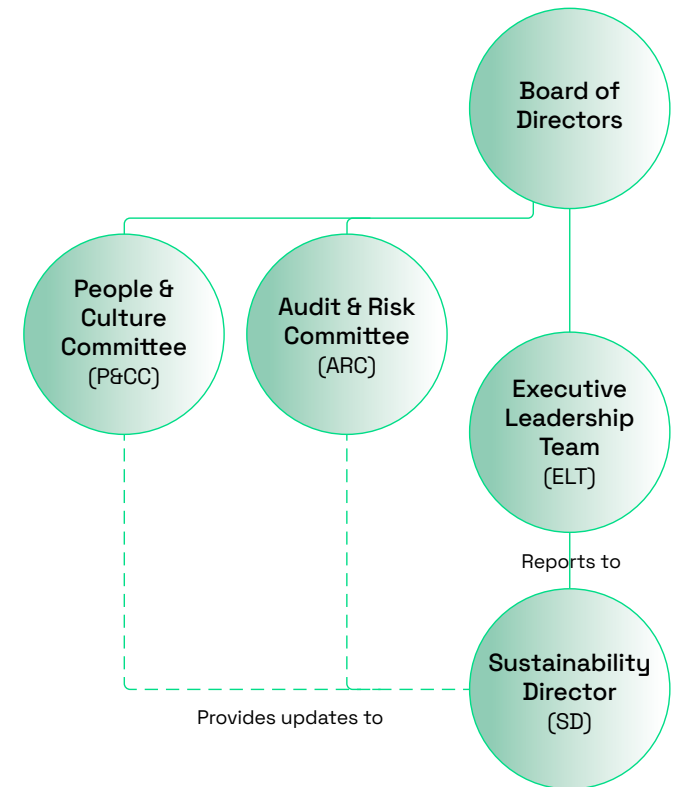 Board of
Directors
People &
Culture
Committee
(P&CC)
Audit & Risk
Committee
(ARC)
Executive
Leadership
Team
(ELT)
Reports to
Sustainability
Director
(SD)
Provides updates to